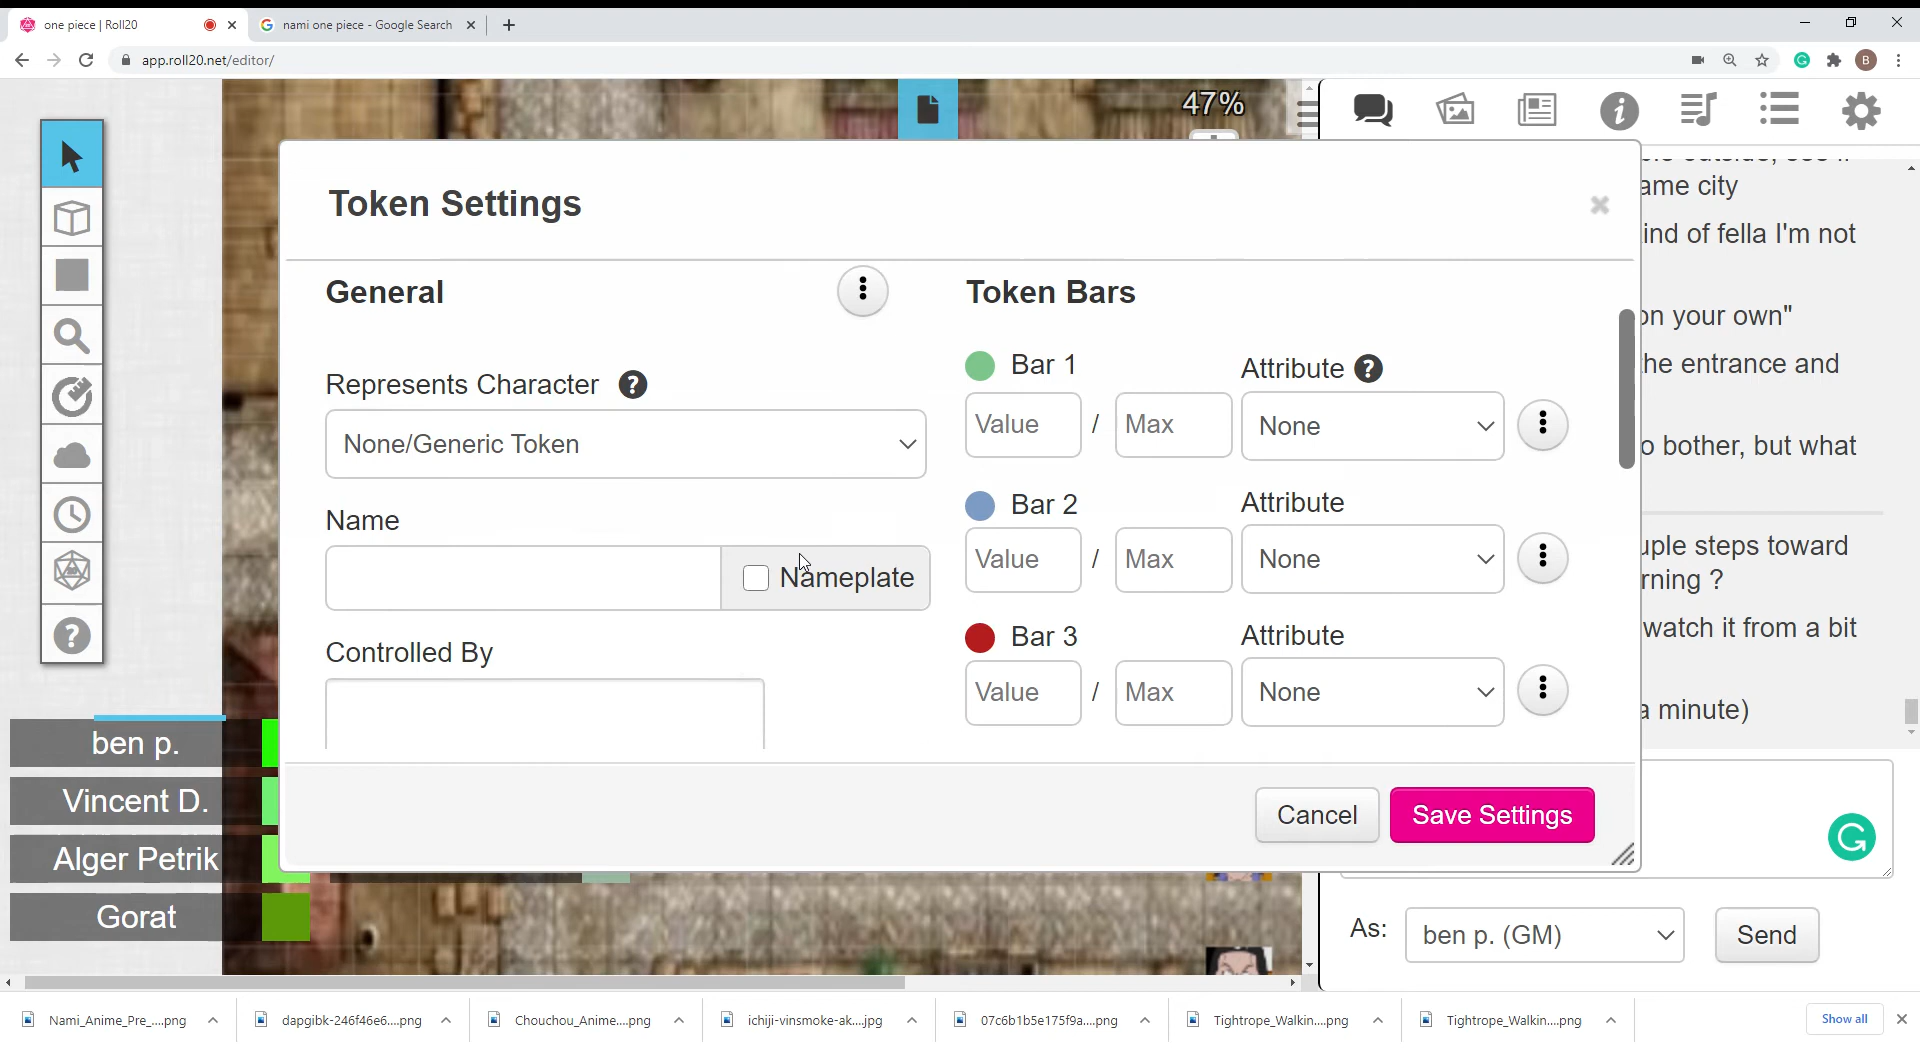 one piece | Roll20
nami one piece - Google Search
app.roll20.net/editor/
B
47%
Token Settings
General
Represents Character ?
None/Generic Token
Name
Nameplate
Controlled By
Token Bars
Bar 1
Attribute ?
Value / Max
None
Bar 2
Attribute
Value / Max
None
Bar 3
Attribute
Value / Max
None
Cancel
Save Settings
ame city
ind of fella I'm not
on your own"
he entrance and
o bother, but what
uple steps toward
rning ?
watch it from a bit
a minute)
As:
ben p. (GM)
Send
ben p.
Vincent D.
Alger Petrik
Gorat
Nami_Anime_Pre_....png
dapgibk-246f46e6....png
Chouchou_Anime....png
ichiji-vinsmoke-ak....jpg
07c6b1b5e175f9a....png
Tightrope_Walkin....png
Tightrope_Walkin....png
Show all